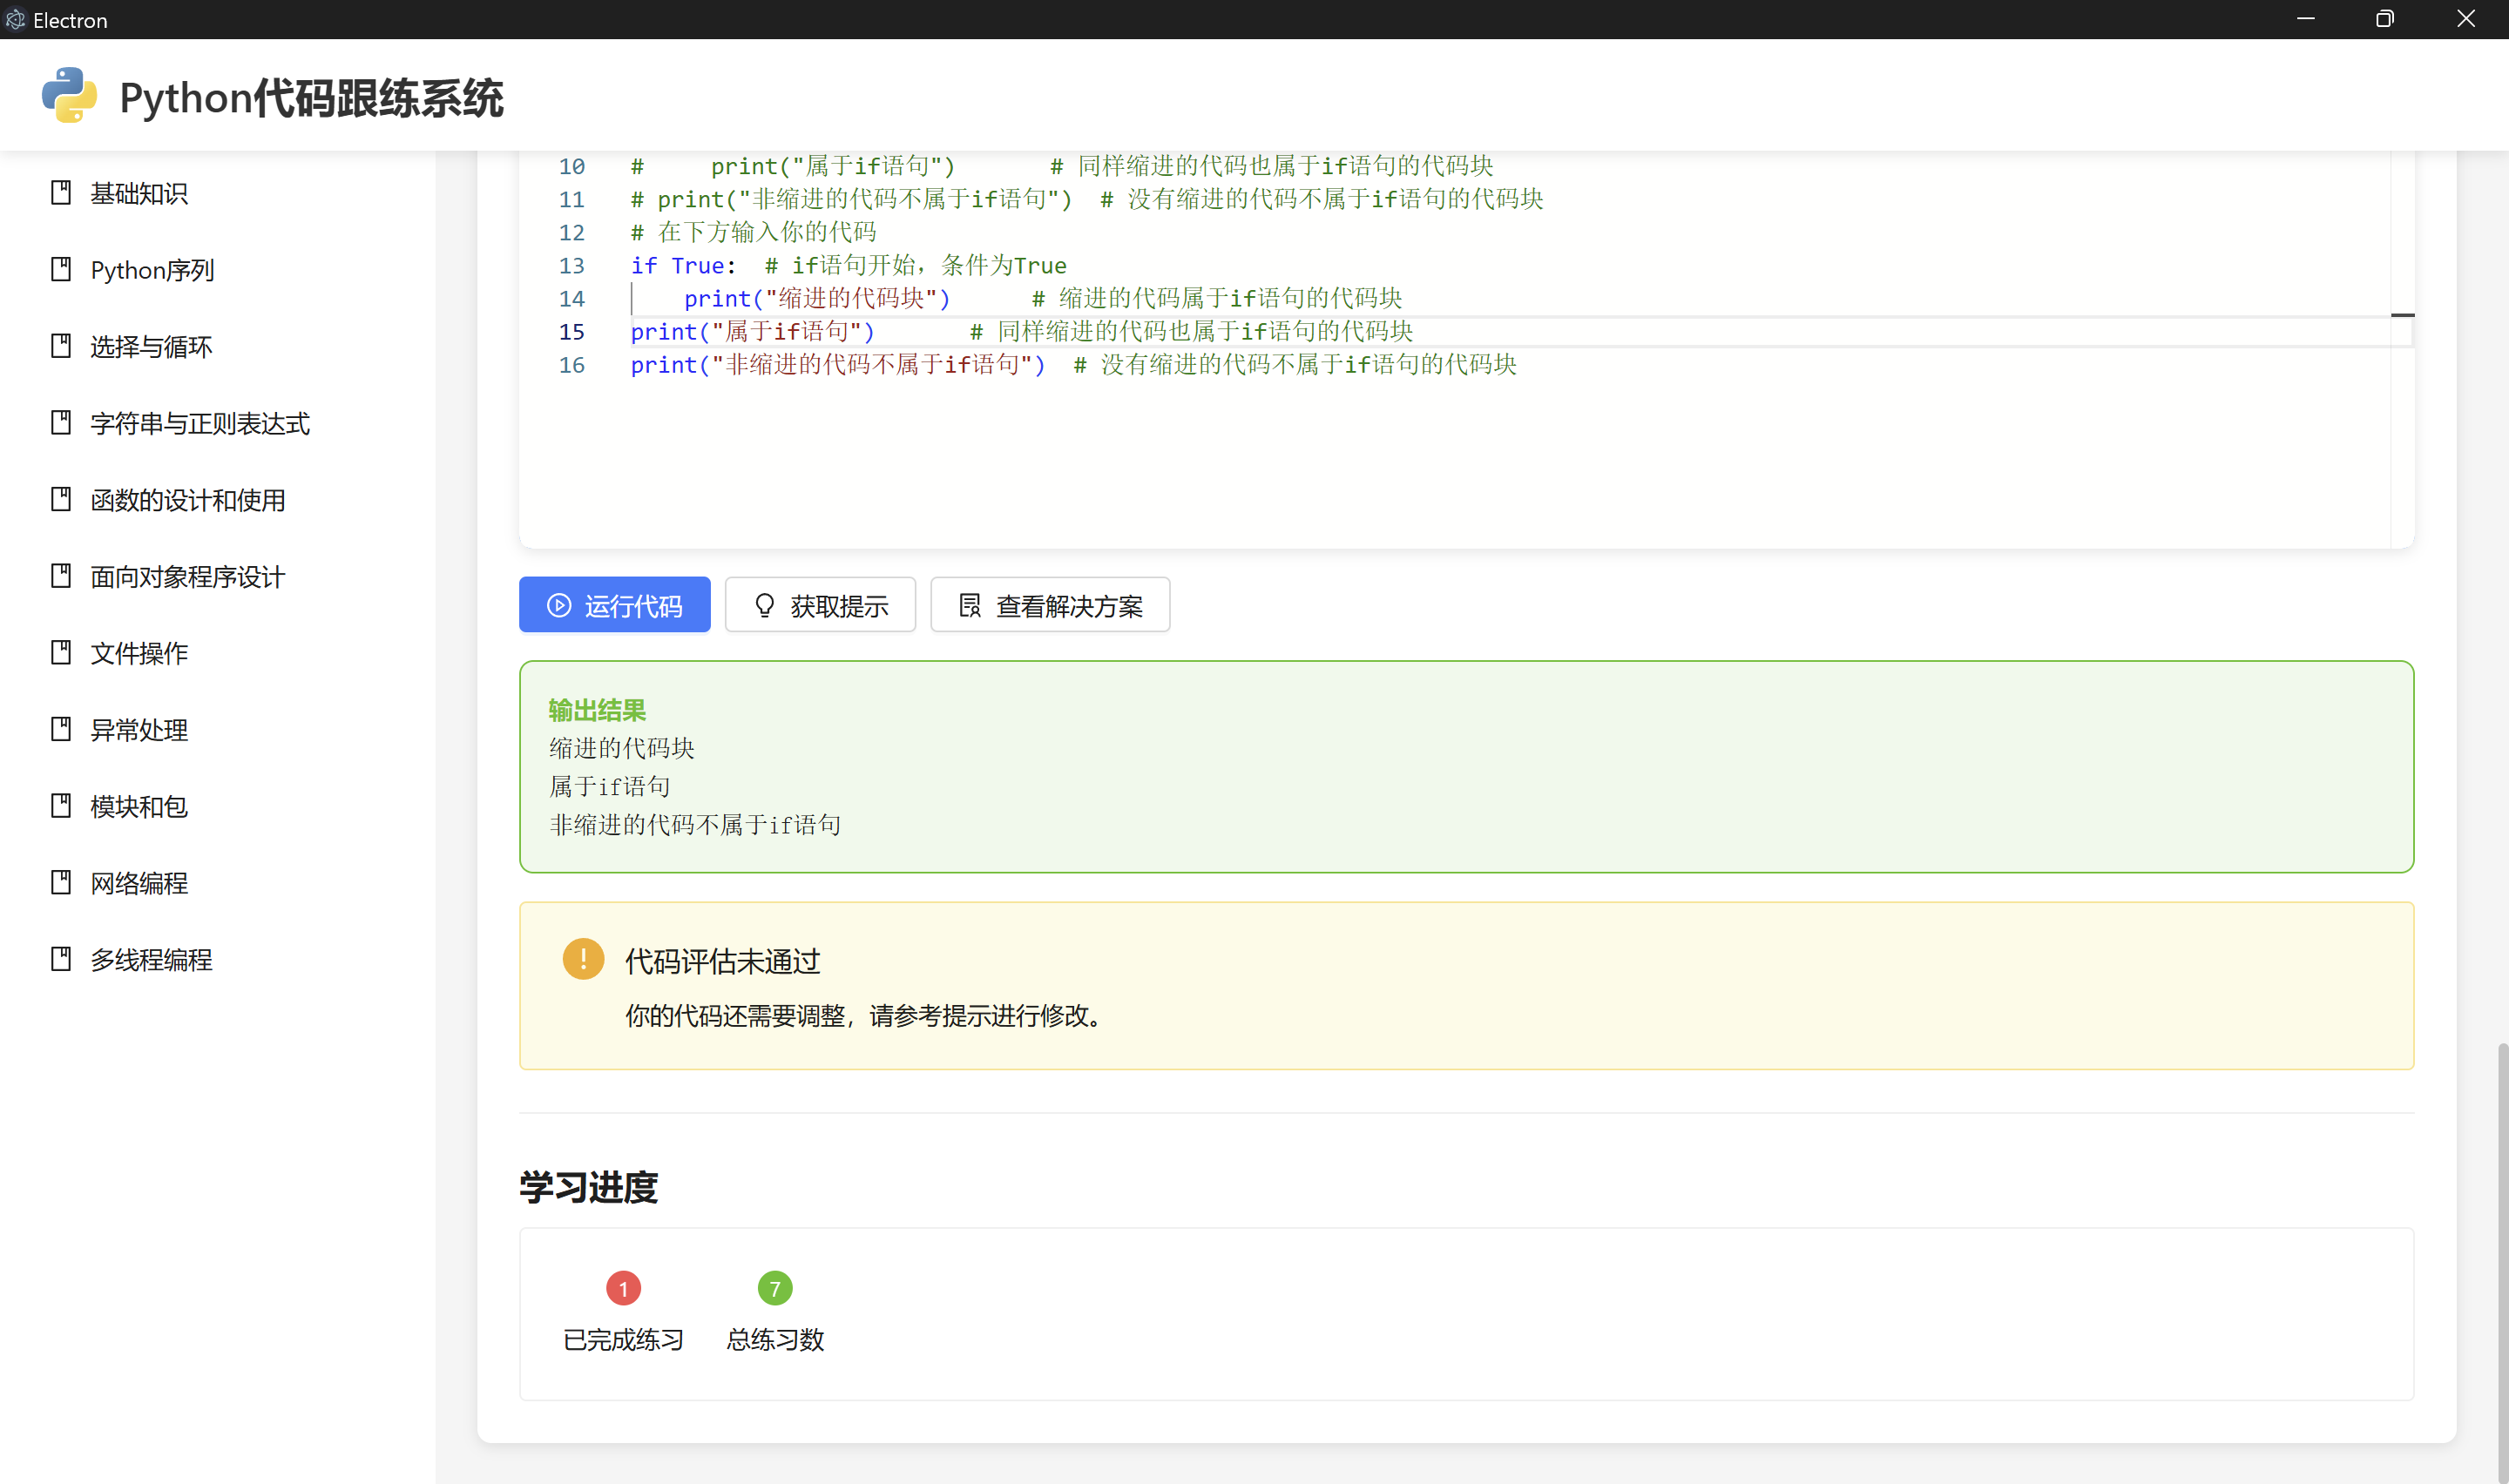 Electron
Python代码跟练系统
基础知识
Python序列
选择与循环
字符串与正则表达式
函数的设计和使用
面向对象程序设计
文件操作
异常处理
模块和包
网络编程
多线程编程
10 #     print("属于if语句")       # 同样缩进的代码也属于if语句的代码块
11 # print("非缩进的代码不属于if语句")  # 没有缩进的代码不属于if语句的代码块
12 # 在下方输入你的代码
13 if True:  # if语句开始，条件为True
14     print("缩进的代码块")      # 缩进的代码属于if语句的代码块
15 print("属于if语句")       # 同样缩进的代码也属于if语句的代码块
16 print("非缩进的代码不属于if语句")  # 没有缩进的代码不属于if语句的代码块
运行代码 获取提示 查看解决方案
输出结果
缩进的代码块
属于if语句
非缩进的代码不属于if语句
代码评估未通过
你的代码还需要调整，请参考提示进行修改。
学习进度
1 7
已完成练习 总练习数